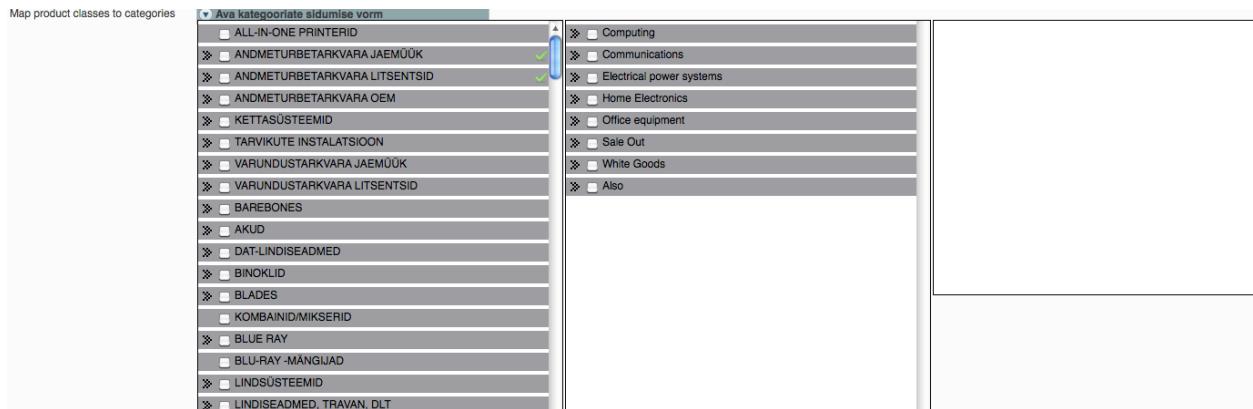 Map product classes to categories
Ava kategooriate sidumise vorm
ALL-IN-ONE PRINTERID
ANDMETURBETARKVARA JAEMÜÜK
ANDMETURBETARKVARA LITSENTSID
ANDMETURBETARKVARA OEM
KETTASÜSTEEMID
TARVIKUTE INSTALATSIOON
VARUNDUSTARKVARA JAEMÜÜK
VARUNDUSTARKVARA LITSENTSID
BAREBONES
AKUD
DAT-LINDISEADMED
BINOKLID
BLADES
KOMBAINID/MIKSERID
BLUE RAY
BLU-RAY -MÄNGIJAD
LINDSÜSTEEMID
LINDISEADMED, TRAVAN, DLT
Computing
Communications
Electrical power systems
Home Electronics
Office equipment
Sale Out
White Goods
Also